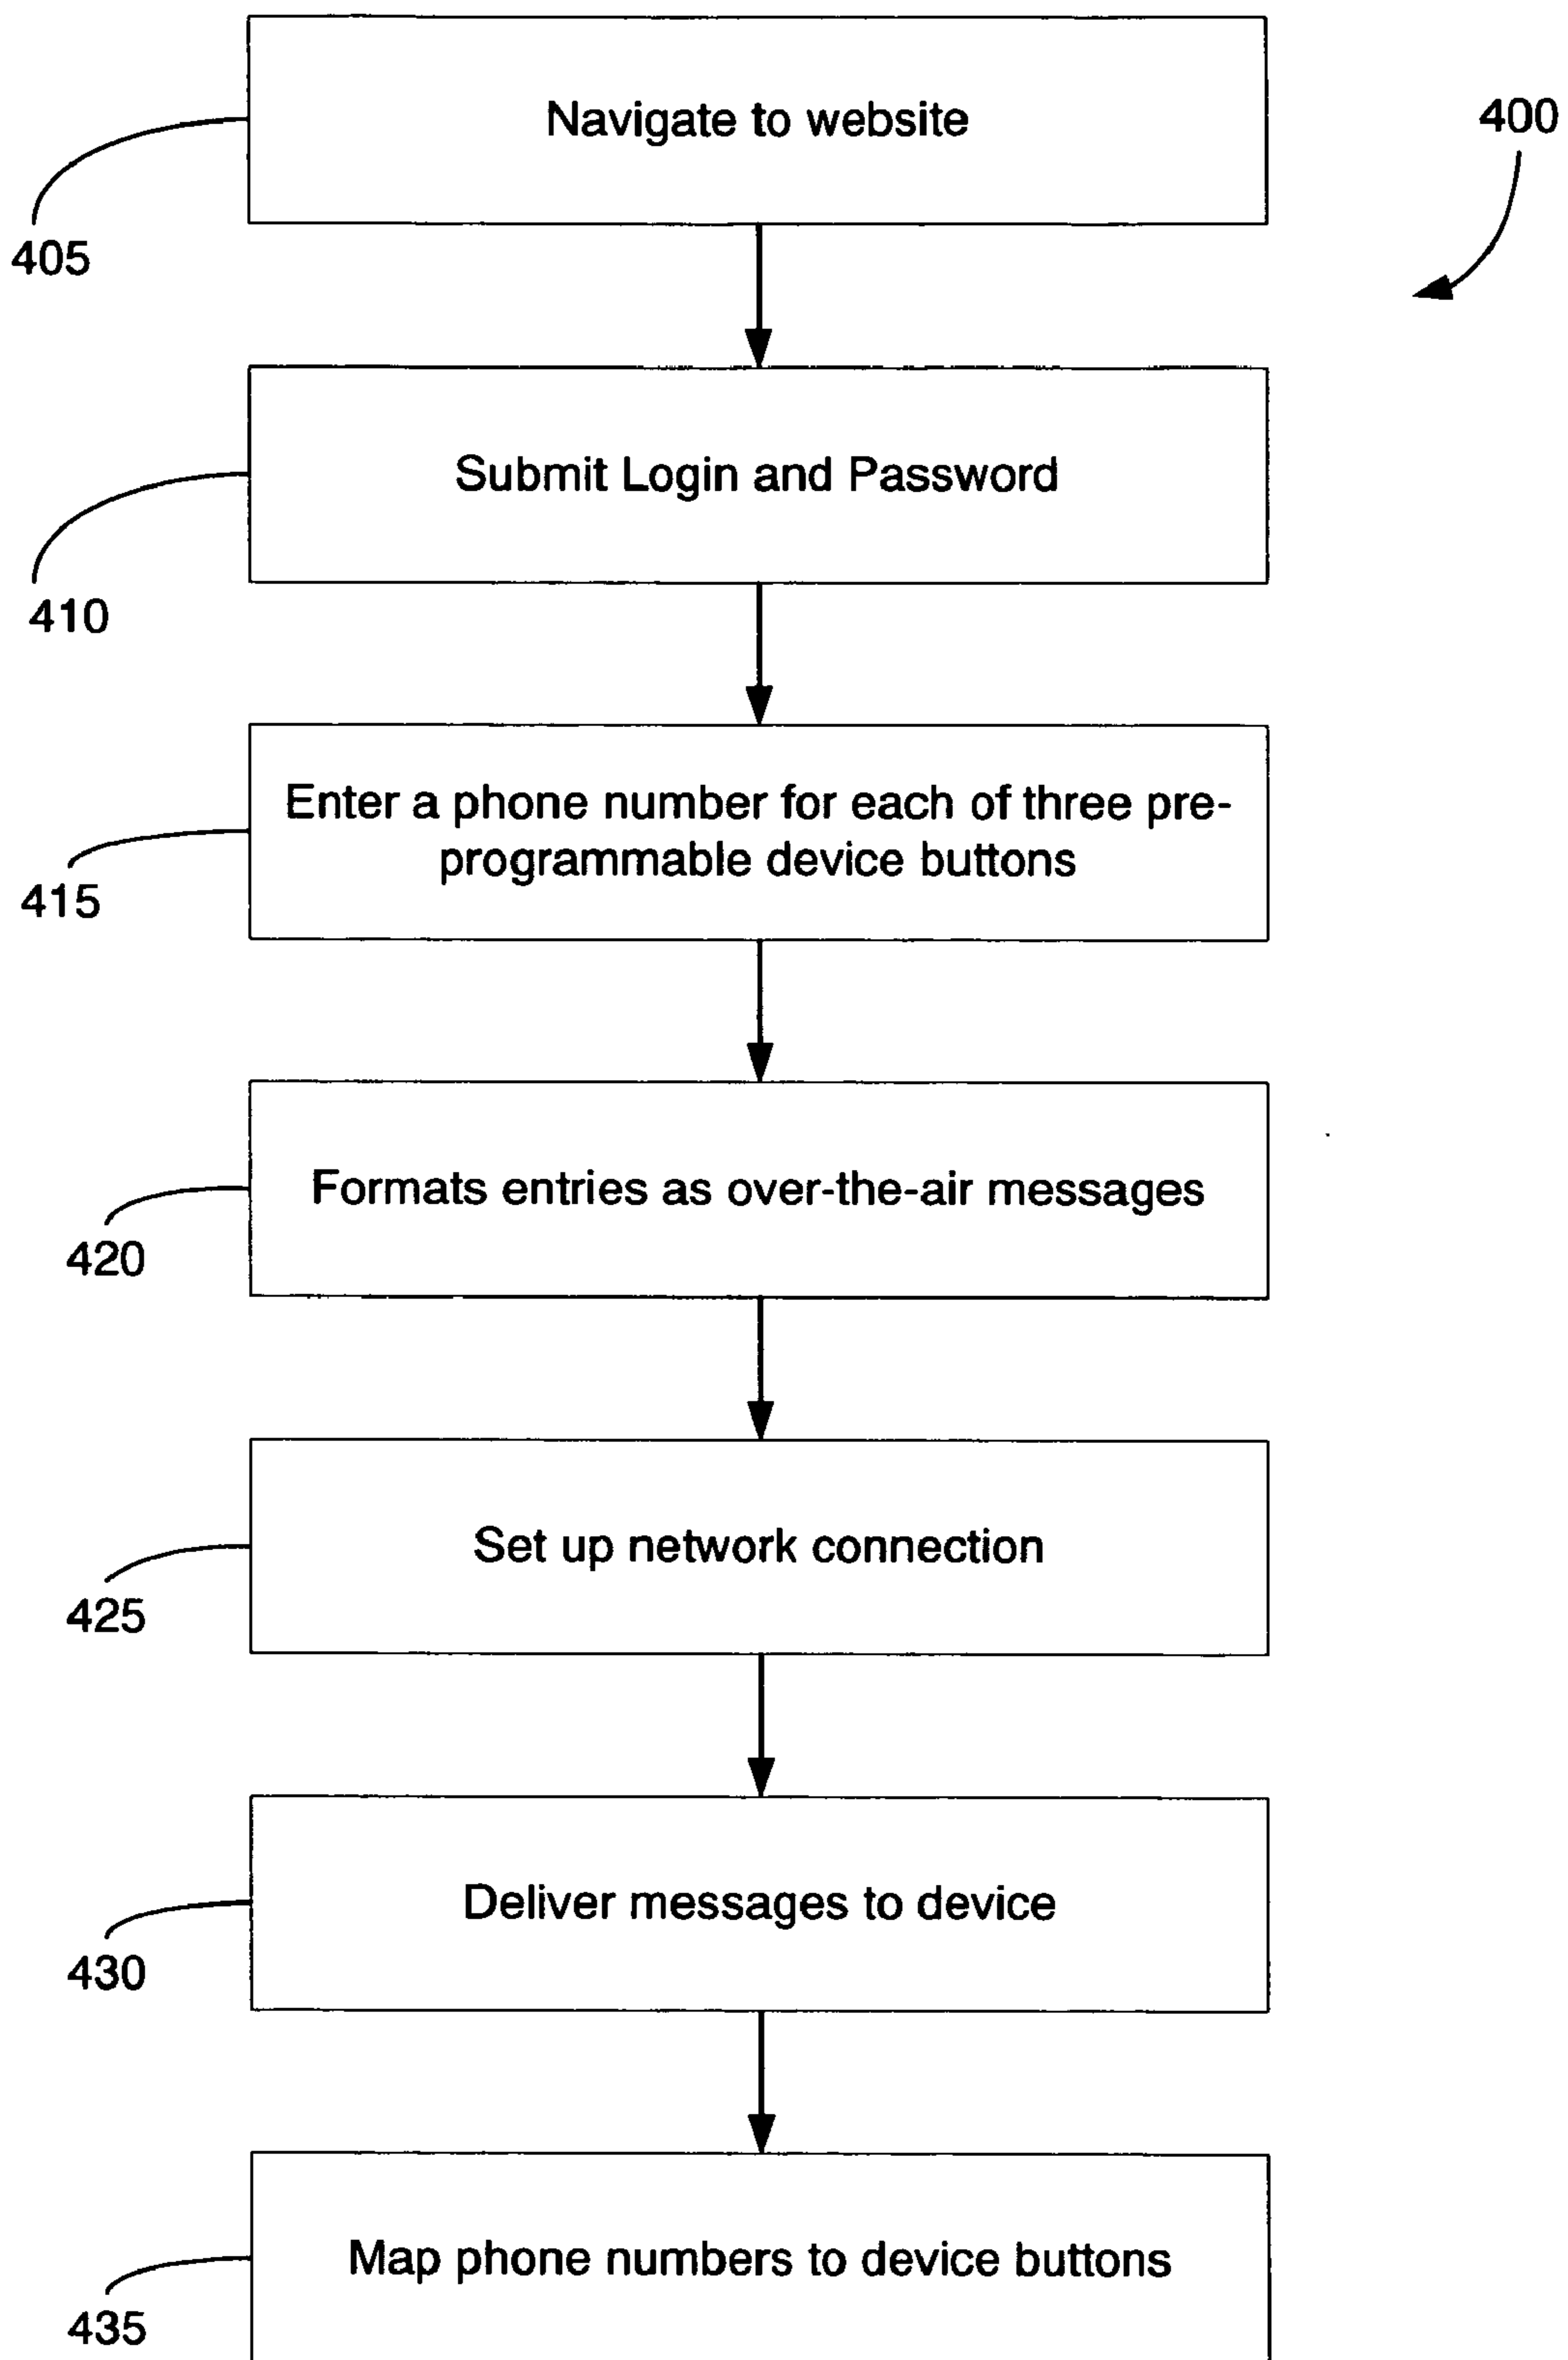 Navigate to website
400
405
Submit Login and Password
410
Enter a phone number for each of three pre-
programmable device buttons
415
Formats entries as over-the-air messages
420
Set up network connection
425
Deliver messages to device
430
Map phone numbers to device buttons
435